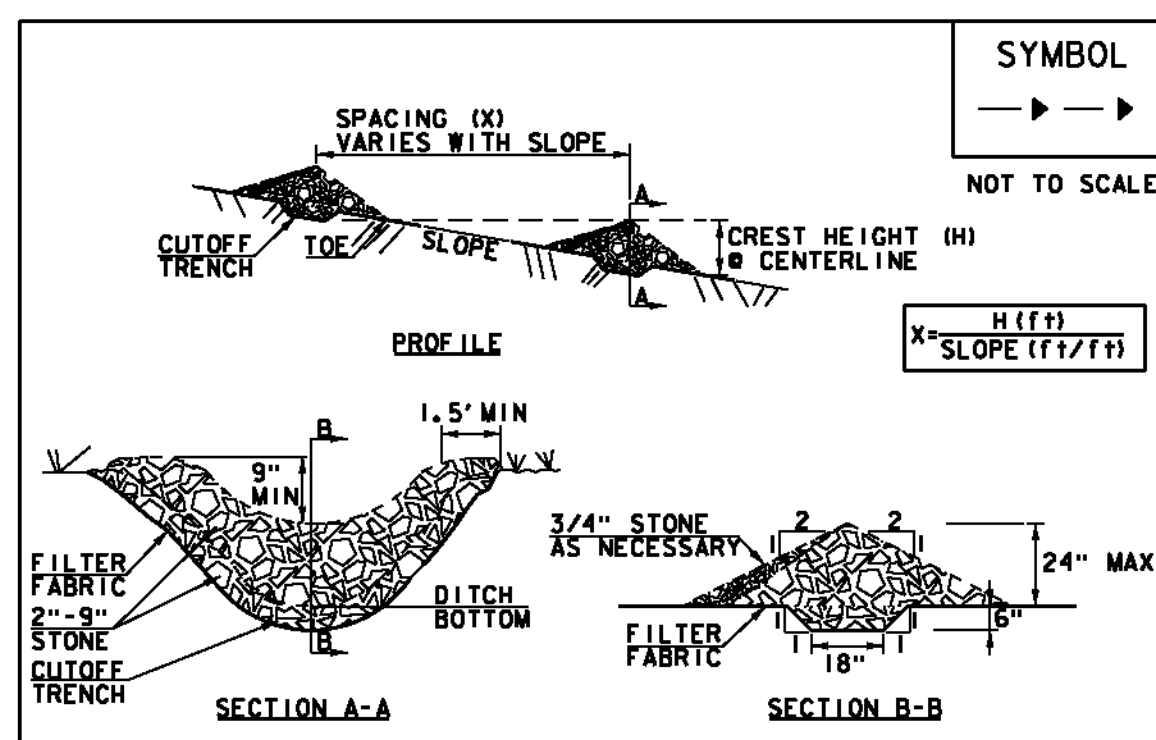 SYMBOL
NOT TO SCALE
SPACING (X)
VARIES WITH SLOPE
A
CUTOFF
TRENCH
TOE
SLOPE
CREST HEIGHT (H)
@ CENTERLINE
A
PROFILE
X= H(ft)
SLOPE (ft/ft)
B
1.5' MIN
9"
MIN
FILTER
FABRIC
2"-9"
STONE
CUTOFF
TRENCH
DITCH
BOTTOM
B
SECTION A-A
3/4" STONE
AS NECESSARY
2
2
1
1
24" MAX
FILTER
FABRIC
1
1
6"
1
1
18"
SECTION B-B